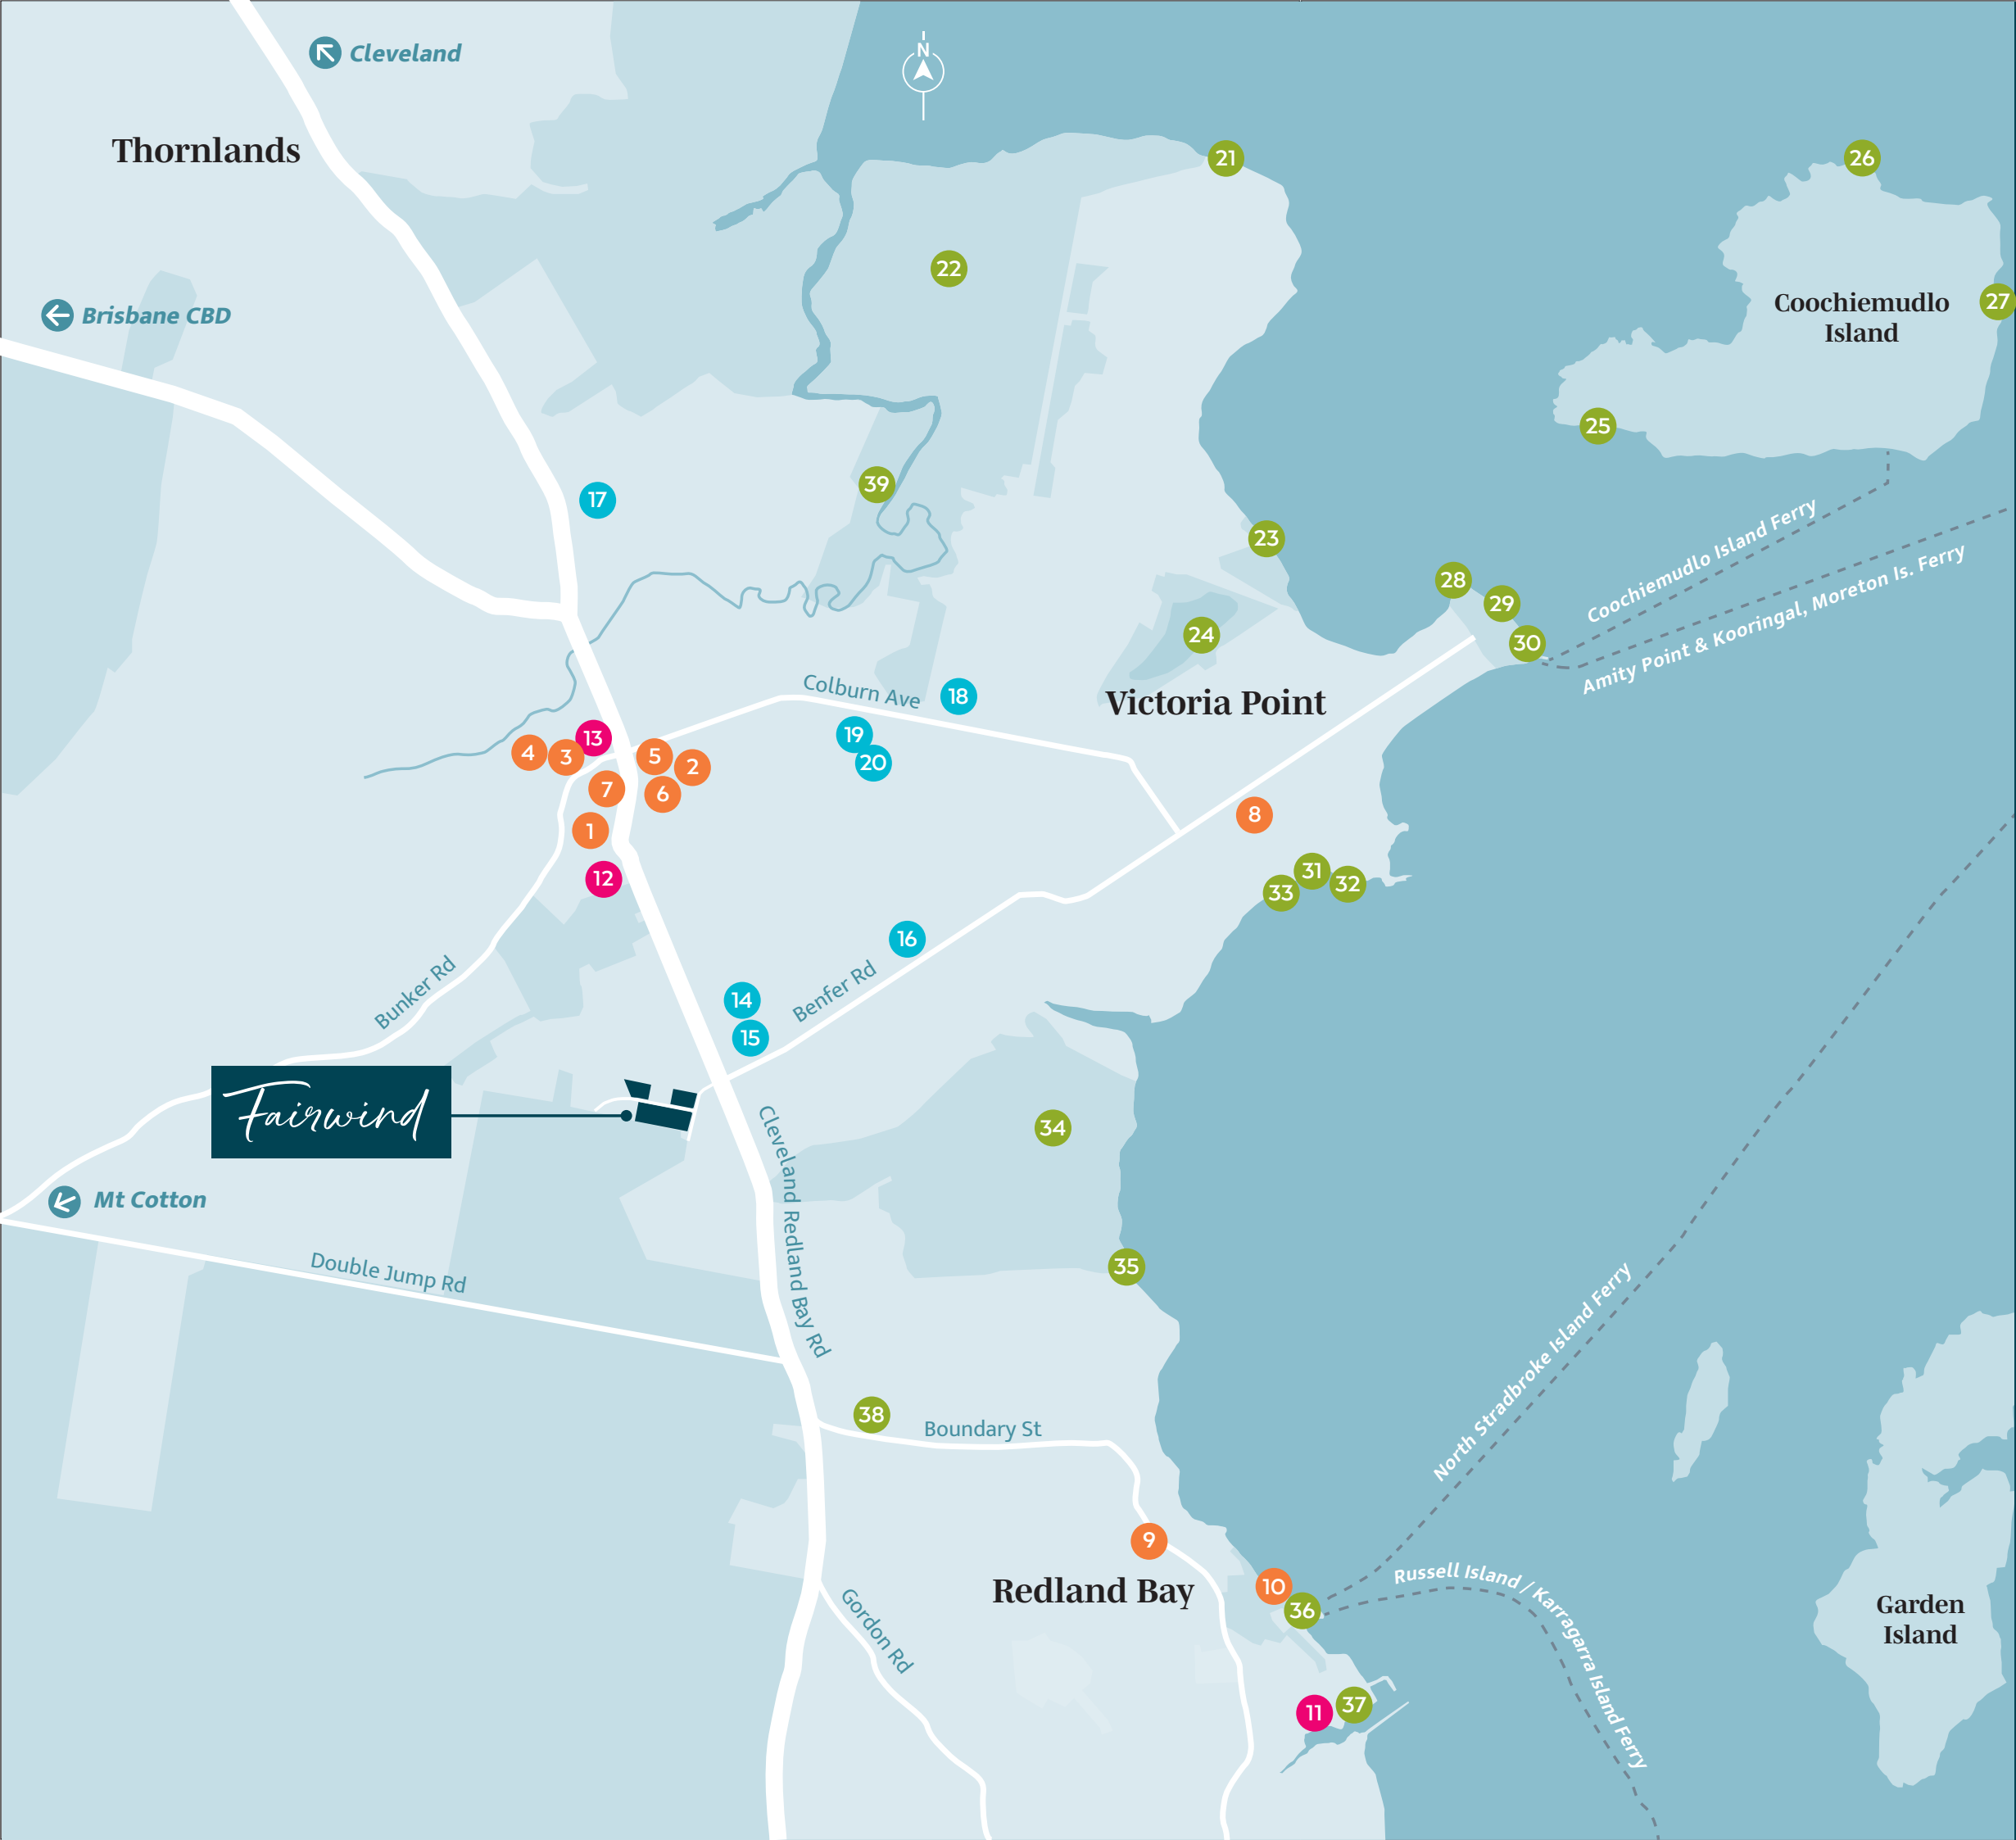 N
Cleveland
Thornlands
21
26
22
Brisbane CBD
Coochiemudlo
Island
27
25
39
17
23
28
29
30
Coochiemudlo Island Ferry
Amity Point & Kooringal, Moreton Is. Ferry
24
Colburn Ave
18
Victoria Point
19
20
13
4
3
5
2
7
6
1
8
12
31
32
33
16
Bunker Rd
14
15
Benfer Rd
Fairwind
34
Cleveland Redland Bay Rd
Mt Cotton
Double Jump Rd
35
North Stradbroke Island Ferry
38
Boundary St
9
Redland Bay
10
36
Russell Island / Karragarra Island Ferry
Garden
Island
Gordon Rd
11
37